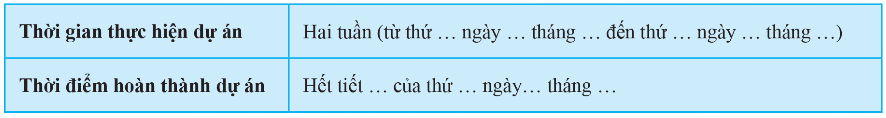 Thời gian thực hiện dự án Hai tuần (từ thứ … ngày … tháng … đến thứ … ngày … tháng …)
Thời điểm hoàn thành dự án Hết tiết … của thứ … ngày… tháng …